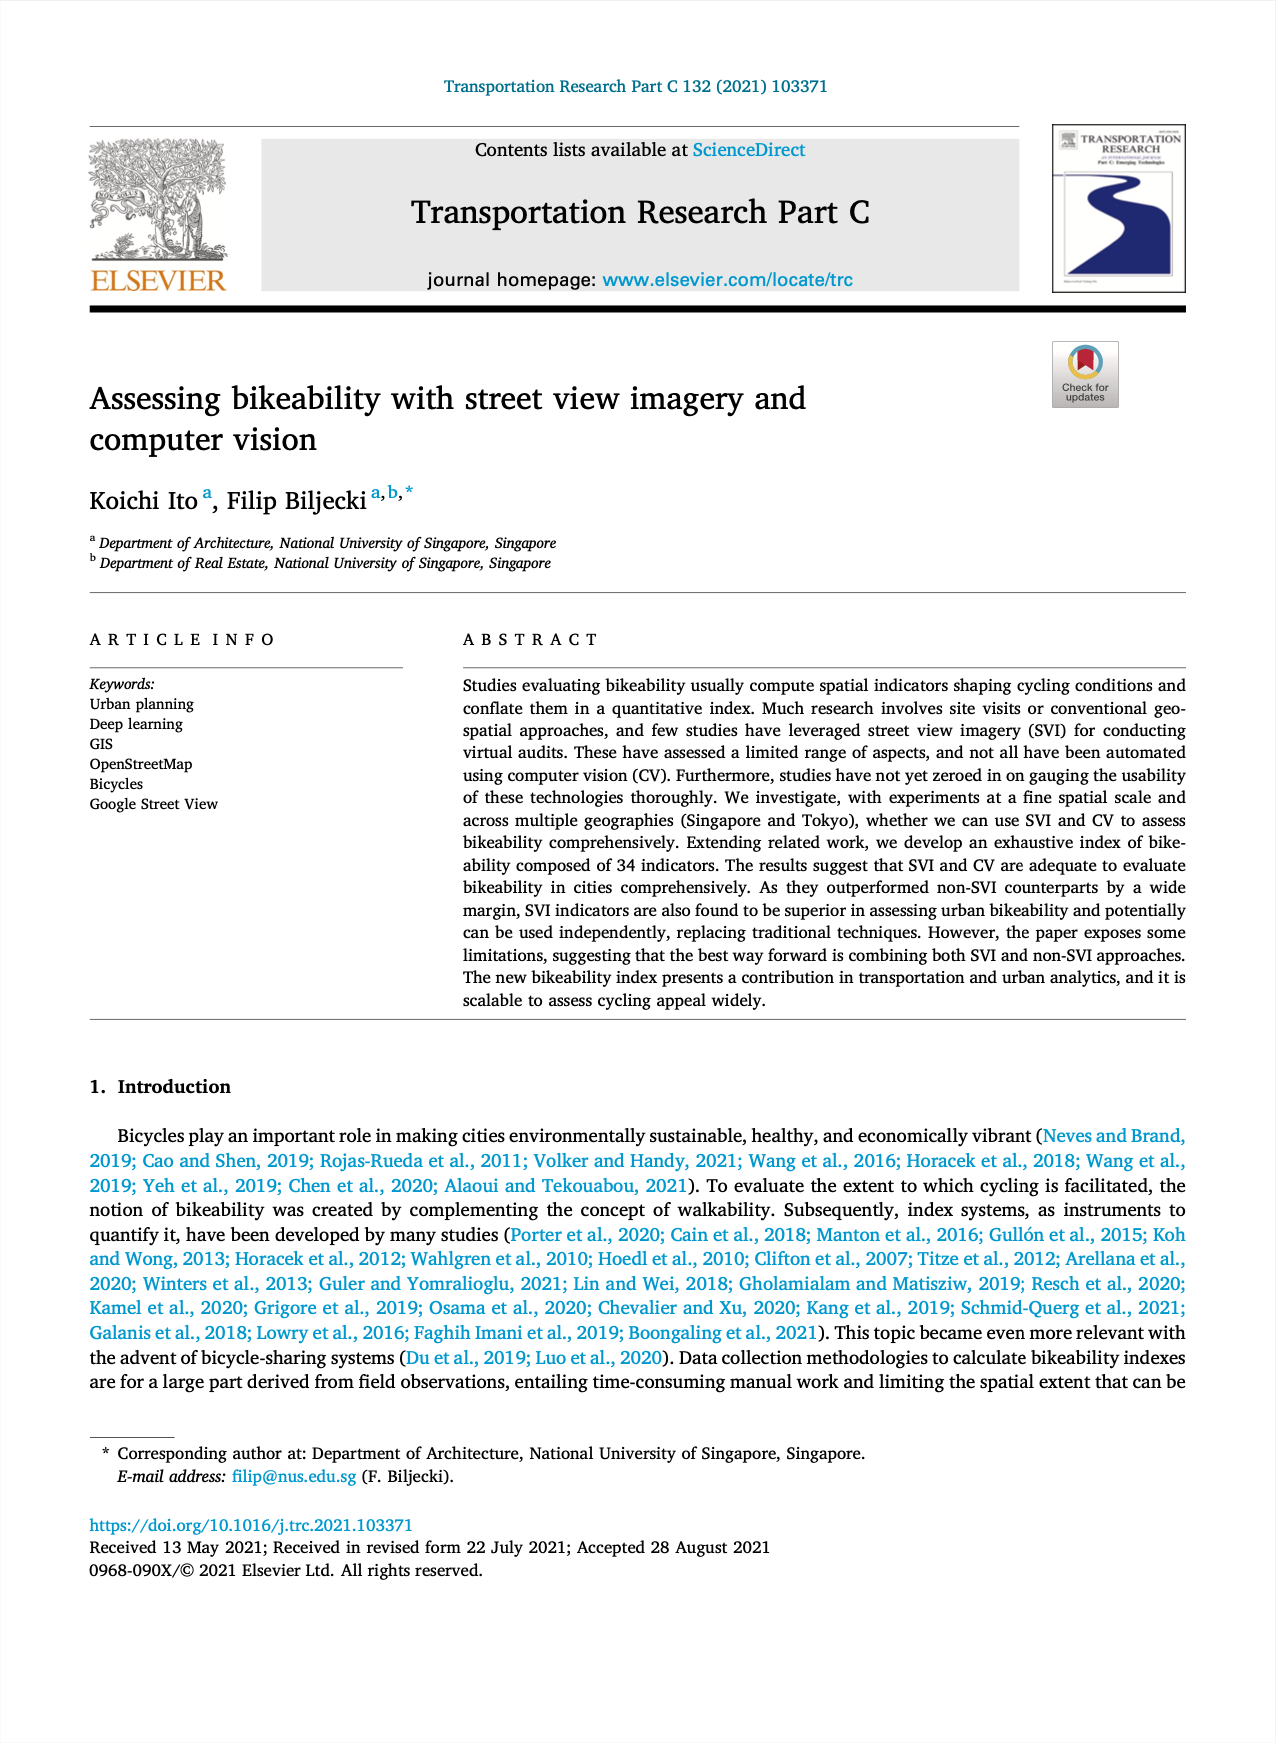 Transportation Research Part C 132 (2021) 103371
Contents lists available at ScienceDirect
Transportation Research Part C
journal homepage: www.elsevier.com/locate/trc
ELSEVIER
TRANSPORTATION
RESEARCH
Part C: Emerging Technologies
Check for
updates
Assessing bikeability with street view imagery and
computer vision
Koichi Ito a, Filip Biljecki a,b,*
a Department of Architecture, National University of Singapore, Singapore
b Department of Real Estate, National University of Singapore, Singapore
ARTICLE INFO
Keywords:
Urban planning
Deep learning
GIS
OpenStreetMap
Bicycles
Google Street View
ABSTRACT
Studies evaluating bikeability usually compute spatial indicators shaping cycling conditions and
conflate them in a quantitative index. Much research involves site visits or conventional geo-
spatial approaches, and few studies have leveraged street view imagery (SVI) for conducting
virtual audits. These have assessed a limited range of aspects, and not all have been automated
using computer vision (CV). Furthermore, studies have not yet zeroed in on gauging the usability
of these technologies thoroughly. We investigate, with experiments at a fine spatial scale and
across multiple geographies (Singapore and Tokyo), whether we can use SVI and CV to assess
bikeability comprehensively. Extending related work, we develop an exhaustive index of bike-
ability composed of 34 indicators. The results suggest that SVI and CV are adequate to evaluate
bikeability in cities comprehensively. As they outperformed non-SVI counterparts by a wide
margin, SVI indicators are also found to be superior in assessing urban bikeability and potentially
can be used independently, replacing traditional techniques. However, the paper exposes some
limitations, suggesting that the best way forward is combining both SVI and non-SVI approaches.
The new bikeability index presents a contribution in transportation and urban analytics, and it is
scalable to assess cycling appeal widely.
1. Introduction
Bicycles play an important role in making cities environmentally sustainable, healthy, and economically vibrant (Neves and Brand,
2019; Cao and Shen, 2019; Rojas-Rueda et al., 2011; Volker and Handy, 2021; Wang et al., 2016; Horacek et al., 2018; Wang et al.,
2019; Yeh et al., 2019; Chen et al., 2020; Alaoui and Tekouabou, 2021). To evaluate the extent to which cycling is facilitated, the
notion of bikeability was created by complementing the concept of walkability. Subsequently, index systems, as instruments to
quantify it, have been developed by many studies (Porter et al., 2020; Cain et al., 2018; Manton et al., 2016; Gullón et al., 2015; Koh
and Wong, 2013; Horacek et al., 2012; Wahlgren et al., 2010; Hoedl et al., 2010; Clifton et al., 2007; Titze et al., 2012; Arellana et al.,
2020; Winters et al., 2013; Guler and Yomralioglu, 2021; Lin and Wei, 2018; Gholamialam and Matisziw, 2019; Resch et al., 2020;
Kamel et al., 2020; Grigore et al., 2019; Osama et al., 2020; Chevalier and Xu, 2020; Kang et al., 2019; Schmid-Querg et al., 2021;
Galanis et al., 2018; Lowry et al., 2016; Faghih Imani et al., 2019; Boongaling et al., 2021). This topic became even more relevant with
the advent of bicycle-sharing systems (Du et al., 2019; Luo et al., 2020). Data collection methodologies to calculate bikeability indexes
are for a large part derived from field observations, entailing time-consuming manual work and limiting the spatial extent that can be
* Corresponding author at: Department of Architecture, National University of Singapore, Singapore.
E-mail address: filip@nus.edu.sg (F. Biljecki).
https://doi.org/10.1016/j.trc.2021.103371
Received 13 May 2021; Received in revised form 22 July 2021; Accepted 28 August 2021
0968-090X/© 2021 Elsevier Ltd. All rights reserved.